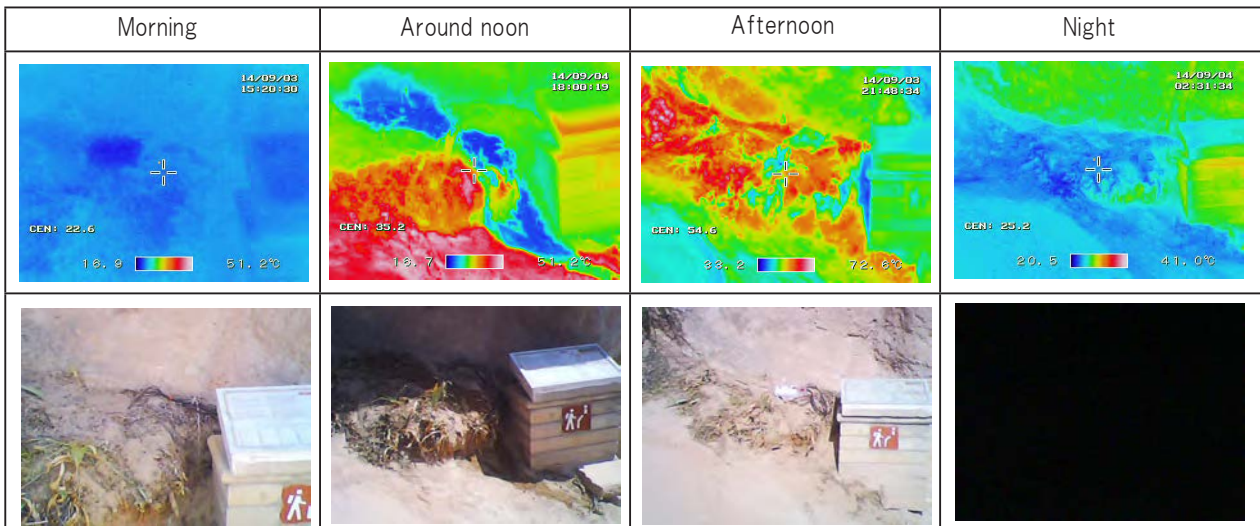 Morning
Around noon
Afternoon
Night
14/09/03
15:20:30
CEN: 22.6
16.9 51.2℃
14/09/04
18:00:19
CEN: 35.2
16.7 51.2℃
14/09/03
21:48:34
CEN: 54.6
33.2 72.6℃
14/09/04
02:31:34
CEN: 25.2
20.5 41.0℃